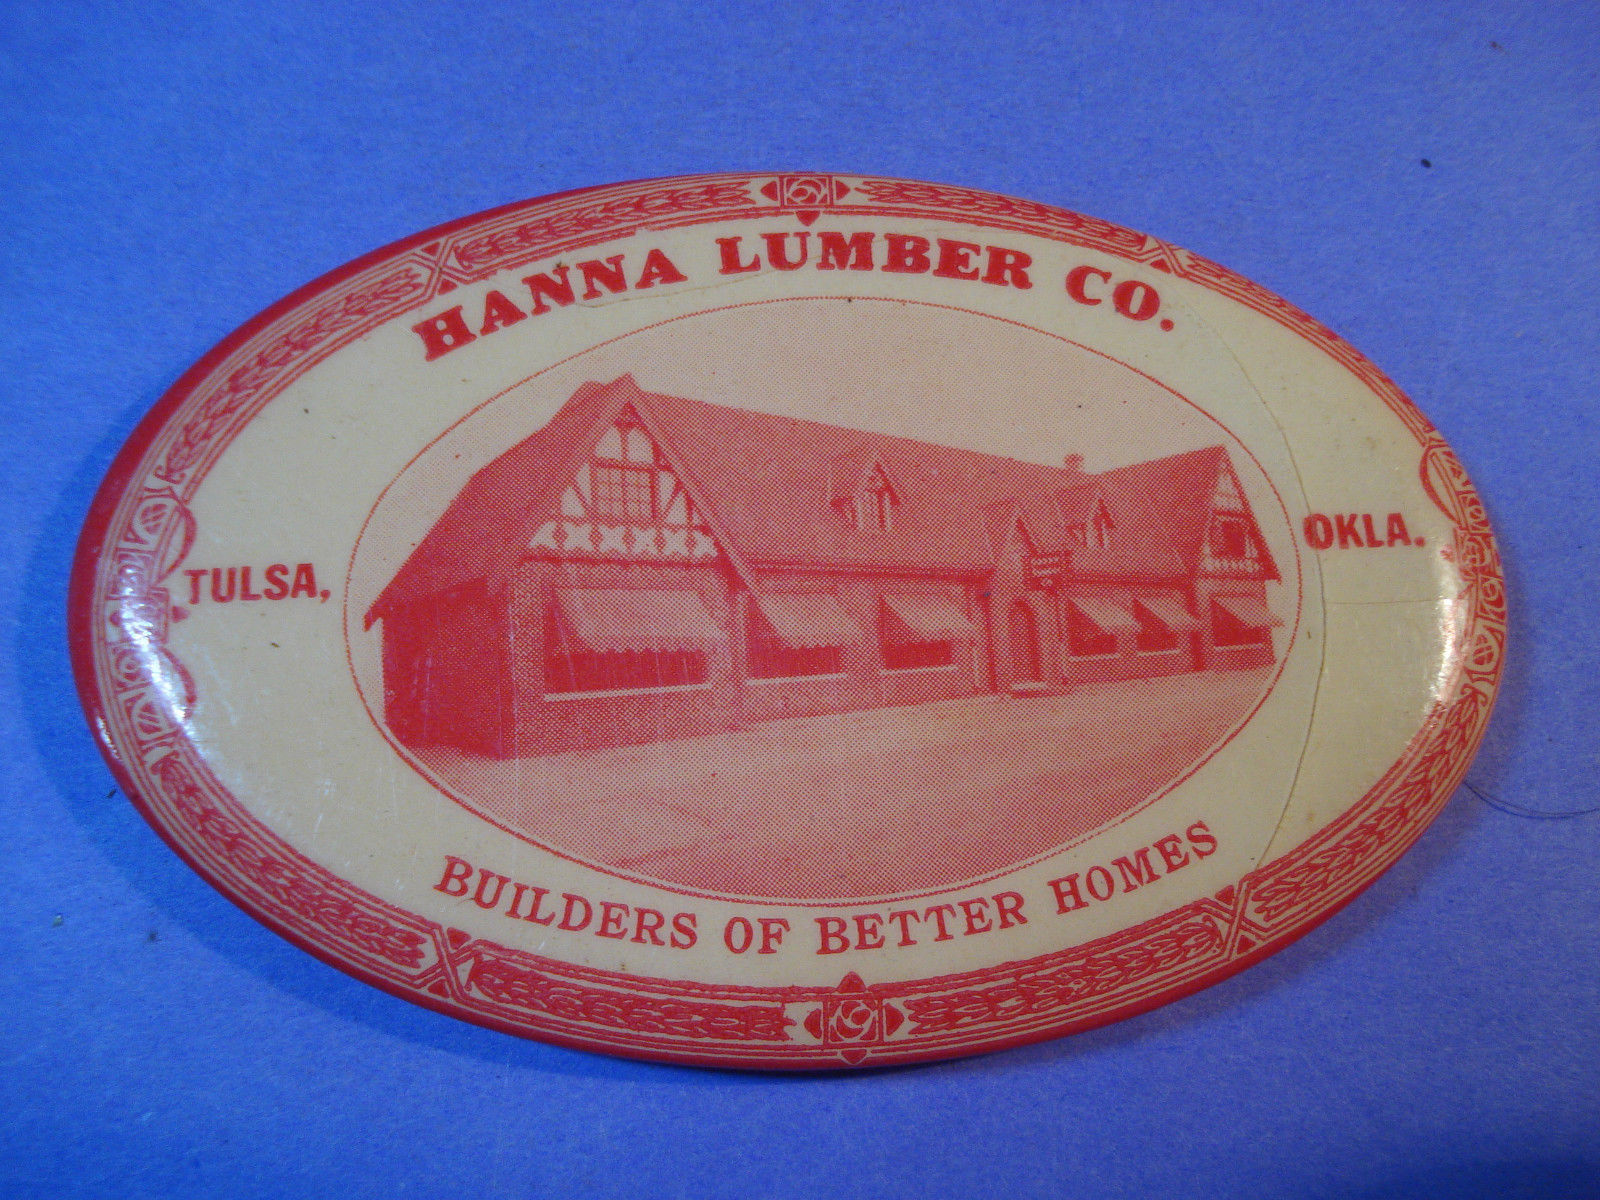 HANNA LUMBER CO.
TULSA, OKLA.
BUILDERS OF BETTER HOMES